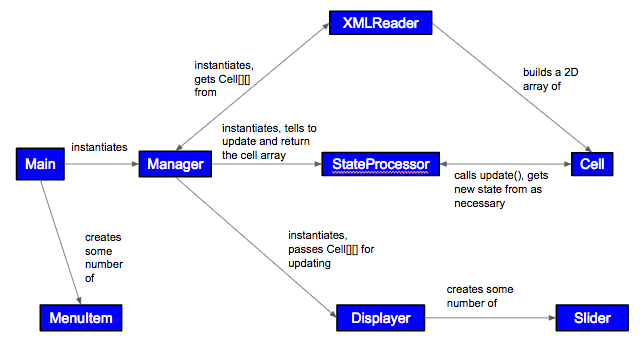 XMLReader
instantiates,
gets Cell[][]
from
builds a 2D
array of
instantiates, tells to
update and return
the cell array
instantiates
Main
Manager
StateProcessor
Cell
calls update(), gets
new state from as
necessary
creates
some
number
of
instantiates,
passes Cell[][] for
updating
creates some
number of
MenuItem
Displayer
Slider